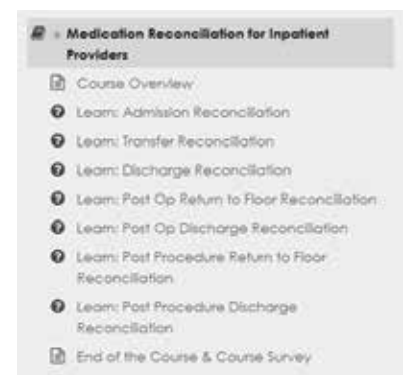 Medication Reconciliation for Inpatient
Providers
Course Overview
Learn: Admission Reconciliation
Learn: Transfer Reconciliation
Learn: Discharge Reconciliation
Learn: Post Op Return to Floor Reconciliation
Learn: Post Op Discharge Reconciliation
Learn: Post Procedure Return to Floor
Reconciliation
Learn: Post Procedure Discharge
Reconciliation
End of the Course & Course Survey